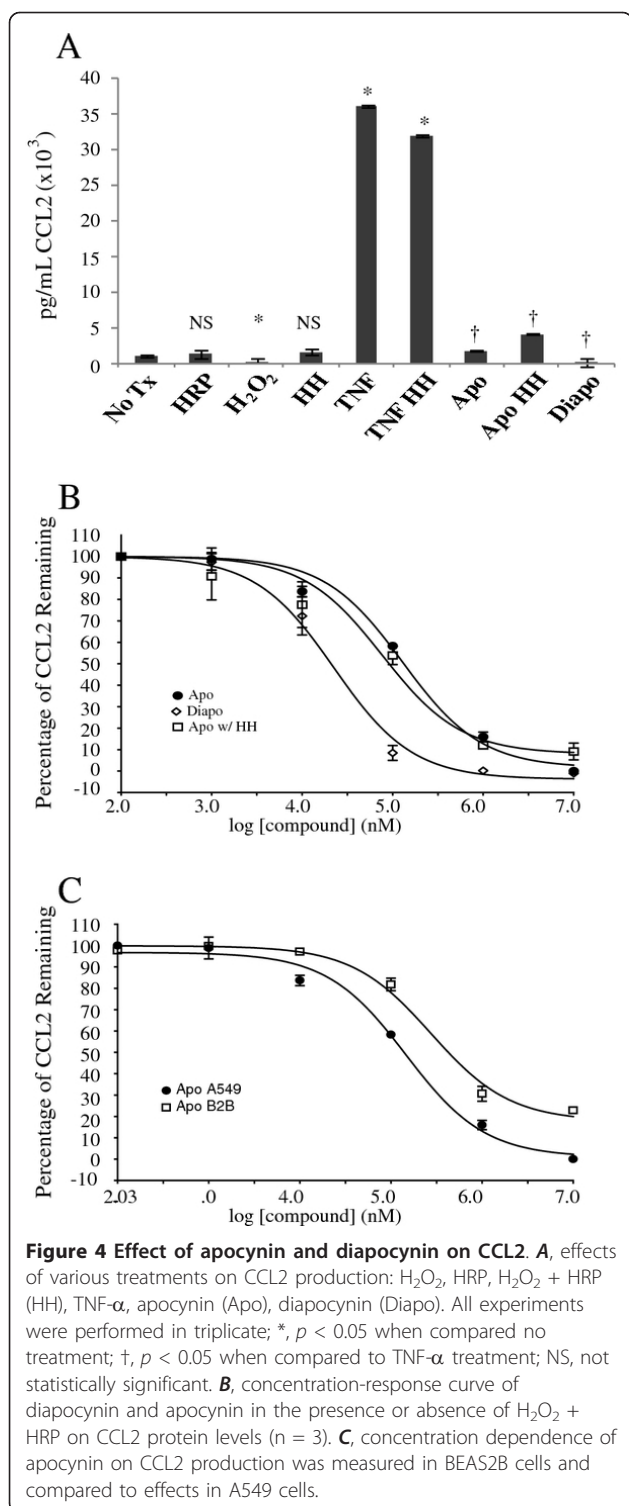 A
pg/mL CCL2 (x10³)
40
35
30
25
20
15
10
5
0
NS
*
NS
*
*
†
†
†
No Tx
HRP
H₂O₂
HH
TNF
TNF HH
Apo
Apo HH
Diapo
B
Percentage of CCL2 Remaining
110
100
90
80
70
60
50
40
30
20
10
0
-10
Apo
Diapo
Apo w/ HH
2.0 3.0 4.0 5.0 6.0 7.0
log [compound] (nM)
C
Percentage of CCL2 Remaining
110
100
90
80
70
60
50
40
30
20
10
0
-10
Apo A549
Apo B2B
2.03 .0 4.0 5.0 6.0 7.0
log [compound] (nM)
Figure 4 Effect of apocynin and diapocynin on CCL2. A, effects
of various treatments on CCL2 production: H₂O₂, HRP, H₂O₂ + HRP
(HH), TNF-α, apocynin (Apo), diapocynin (Diapo). All experiments
were performed in triplicate; *, p < 0.05 when compared no
treatment; †, p < 0.05 when compared to TNF-α treatment; NS, not
statistically significant. B, concentration-response curve of
diapocynin and apocynin in the presence or absence of H₂O₂ +
HRP on CCL2 protein levels (n = 3). C, concentration dependence of
apocynin on CCL2 production was measured in BEAS2B cells and
compared to effects in A549 cells.